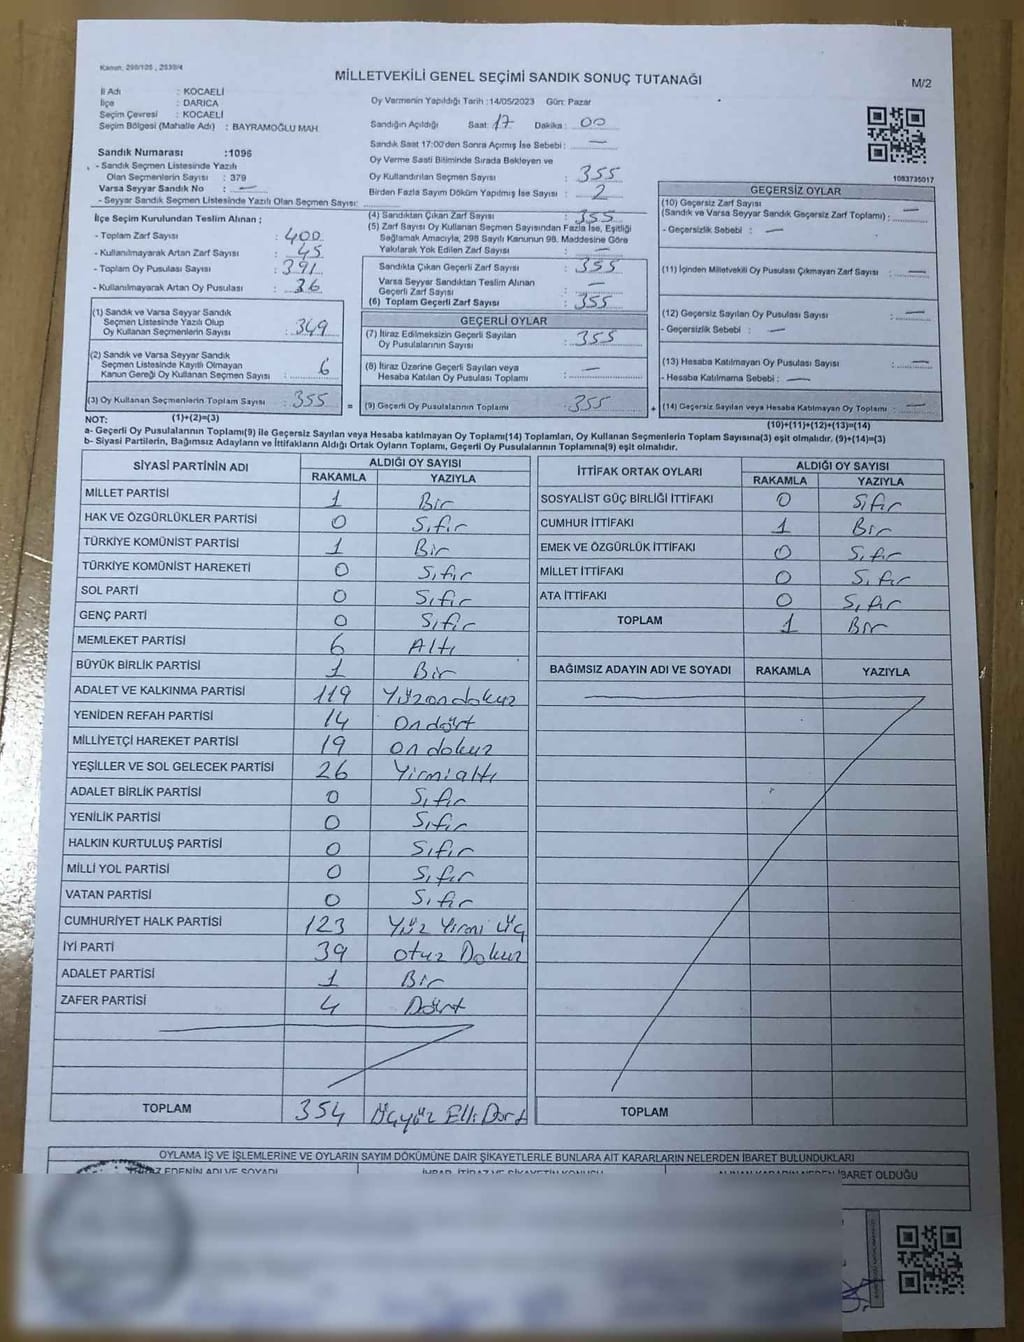 Kanun, 298/105 , 2839/4
MİLLETVEKİLİ GENEL SEÇİMİ SANDIK SONUÇ TUTANAĞI
M/2
İl Adı : KOCAELİ
İlçe : DARICA
Seçim Çevresi : KOCAELİ
Seçim Bölgesi (Mahalle Adı) : BAYRAMOĞLU MAH.
Sandık Numarası :1096
- Sandık Seçmen Listesinde Yazılı
Olan Seçmenlerin Sayısı : 379
Varsa Seyyar Sandık No : —
- Seyyar Sandık Seçmen Listesinde Yazılı Olan Seçmen Sayısı:
Oy Vermenin Yapıldığı Tarih :14/05/2023 Gün: Pazar
Sandığın Açıldığı Saat: 17 Dakika : 00
Sandık Saat 17:00'den Sonra Açılmış İse Sebebi : —
Oy Verme Saati Bitiminde Sırada Bekleyen ve
Oy Kullandırılan Seçmen Sayısı : 355
Birden Fazla Sayım Döküm Yapılmış İse Sayısı : 2
1083735017
İlçe Seçim Kurulundan Teslim Alınan ;
- Toplam Zarf Sayısı : 400
- Kullanılmayarak Artan Zarf Sayısı : 45
- Toplam Oy Pusulası Sayısı : 391
- Kullanılmayarak Artan Oy Pusulası : 36
(1) Sandık ve Varsa Seyyar Sandık
Seçmen Listesinde Yazılı Olup
Oy Kullanan Seçmenlerin Sayısı : 349
(2) Sandık ve Varsa Seyyar Sandık
Seçmen Listesinde Kayıtlı Olmayan
Kanun Gereği Oy Kullanan Seçmen Sayısı : 6
(3) Oy Kullanan Seçmenlerin Toplam Sayısı : 355 =
(1)+(2)=(3)
(4) Sandıktan Çıkan Zarf Sayısı : 355
(5) Zarf Sayısı Oy Kullanan Seçmen Sayısından Fazla İse, Eşitliği
Sağlamak Amacıyla, 298 Sayılı Kanunun 98. Maddesine Göre
Yakılarak Yok Edilen Zarf Sayısı : —
Sandıkta Çıkan Geçerli Zarf Sayısı : 355
Varsa Seyyar Sandıktan Teslim Alınan
Geçerli Zarf Sayısı : —
(6) Toplam Geçerli Zarf Sayısı : 355
GEÇERLİ OYLAR
(7) İtiraz Edilmeksizin Geçerli Sayılan
Oy Pusulalarının Sayısı : 355
(8) İtiraz Üzerine Geçerli Sayılan veya
Hesaba Katılan Oy Pusulası Toplamı : —
(9) Geçerli Oy Pusulalarının Toplamı : 355 +
GEÇERSİZ OYLAR
(10) Geçersiz Zarf Sayısı
(Sandık ve Varsa Seyyar Sandık Geçersiz Zarf Toplamı) : —
- Geçersizlik Sebebi : —
(11) İçinden Milletvekili Oy Pusulası Çıkmayan Zarf Sayısı : —
(12) Geçersiz Sayılan Oy Pusulası Sayısı : —
- Geçersizlik Sebebi : —
(13) Hesaba Katılmayan Oy Pusulası Sayısı : —
- Hesaba Katılmama Sebebi : —
(14) Geçersiz Sayılan veya Hesaba Katılmayan Oy Toplamı : —
(10)+(11)+(12)+(13)=(14)
NOT:
a- Geçerli Oy Pusulalarının Toplamı(9) ile Geçersiz Sayılan veya Hesaba katılmayan Oy Toplamı(14) Toplamları, Oy Kullanan Seçmenlerin Toplam Sayısına(3) eşit olmalıdır. (9)+(14)=(3)
b- Siyasi Partilerin, Bağımsız Adayların ve İttifakların Aldığı Ortak Oyların Toplamı, Geçerli Oy Pusulalarının Toplamına(9) eşit olmalıdır.
SİYASİ PARTİNİN ADI ALDIĞI OY SAYISI
RAKAMLA YAZIYLA
MİLLET PARTİSİ 1 Bir
HAK VE ÖZGÜRLÜKLER PARTİSİ 0 Sıfır
TÜRKİYE KOMÜNİST PARTİSİ 1 Bir
TÜRKİYE KOMÜNİST HAREKETİ 0 Sıfır
SOL PARTİ 0 Sıfır
GENÇ PARTİ 0 Sıfır
MEMLEKET PARTİSİ 6 Altı
BÜYÜK BİRLİK PARTİSİ 1 Bir
ADALET VE KALKINMA PARTİSİ 119 Yüzondokuz
YENİDEN REFAH PARTİSİ 14 Ondört
MİLLİYETÇİ HAREKET PARTİSİ 19 on dokuz
YEŞİLLER VE SOL GELECEK PARTİSİ 26 Yirmialtı
ADALET BİRLİK PARTİSİ 0 Sıfır
YENİLİK PARTİSİ 0 Sıfır
HALKIN KURTULUŞ PARTİSİ 0 Sıfır
MİLLİ YOL PARTİSİ 0 Sıfır
VATAN PARTİSİ 0 Sıfır
CUMHURİYET HALK PARTİSİ 123 Yüz Yirmi Üç
İYİ PARTİ 39 otuz Dokuz
ADALET PARTİSİ 1 Bir
ZAFER PARTİSİ 4 Dört
TOPLAM 354 Üçyüz Elli Dört
İTTİFAK ORTAK OYLARI ALDIĞI OY SAYISI
RAKAMLA YAZIYLA
SOSYALİST GÜÇ BİRLİĞİ İTTİFAKI 0 Sıfır
CUMHUR İTTİFAKI 1 Bir
EMEK VE ÖZGÜRLÜK İTTİFAKI 0 Sıfır
MİLLET İTTİFAKI 0 Sıfır
ATA İTTİFAKI 0 Sıfır
TOPLAM 1 Bir
BAĞIMSIZ ADAYIN ADI VE SOYADI RAKAMLA YAZIYLA
TOPLAM
OYLAMA İŞ VE İŞLEMLERİNE VE OYLARIN SAYIM DÖKÜMÜNE DAİR ŞİKAYETLERLE BUNLARA AİT KARARLARIN NELERDEN İBARET BULUNDUKLARI
EDENİN ADI VE SOYADI
İBARET OLDUĞU